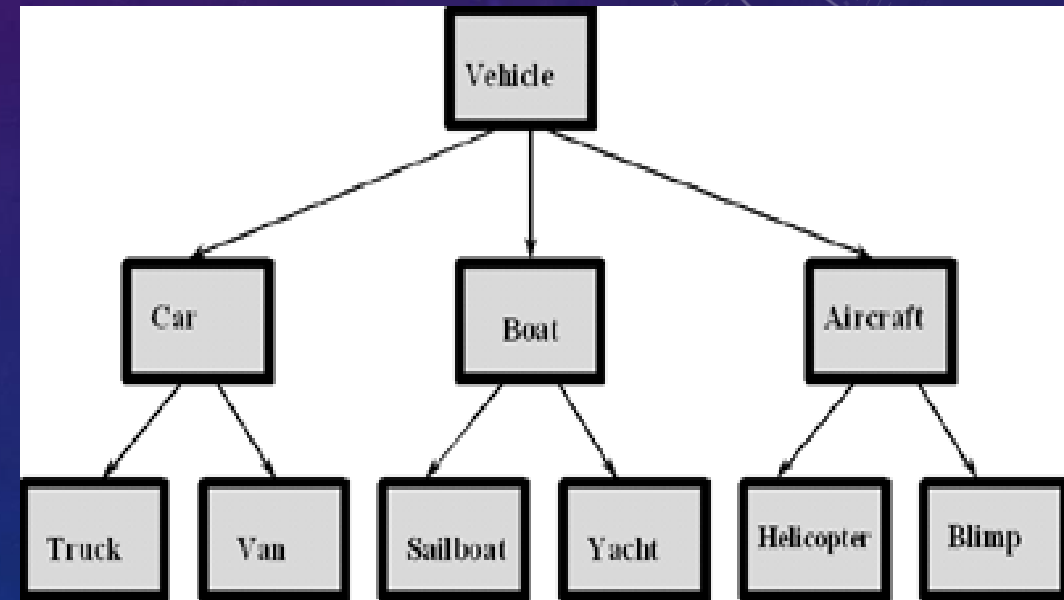 Vehicle
Car
Boat
Aircraft
Truck
Van
Sailboat
Yacht
Helicopter
Blimp